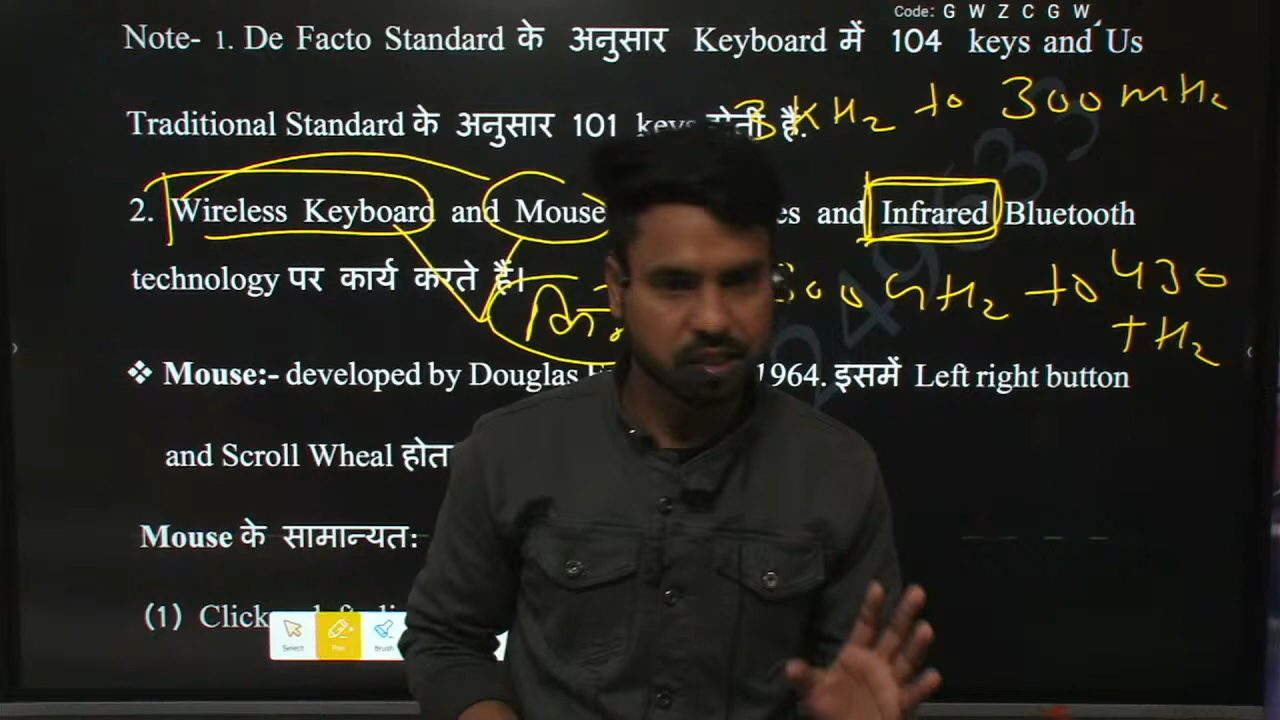 Code: G W Z C G W
Note- 1. De Facto Standard के अनुसार Keyboard में 104 keys and Us
3 KHz to 300 mHz
Traditional Standard के अनुसार 101 keys होती है.
2. Wireless Keyboard and Mouse es and Infrared Bluetooth
technology पर कार्य करते हैं।
300 GHz to 430
THz
❖ Mouse:- developed by Douglas 1964. इसमें Left right button
and Scroll Wheal होत
Mouse के सामान्यतः
(1) Click
Select Pen Brush